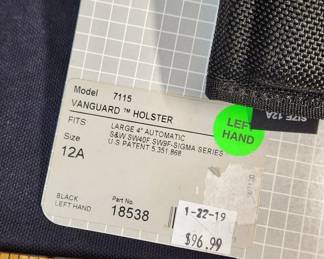 Model 7115
VANGUARD ™ HOLSTER
FITS LARGE 4" AUTOMATIC
S&W SW40F SW9F-SIGMA SERIES
U.S PATENT 5,351,868
Size
12A
BLACK
LEFT HAND
Part No.
18538
LEFT
HAND
SIZE 12A
1-22-19
$96.99